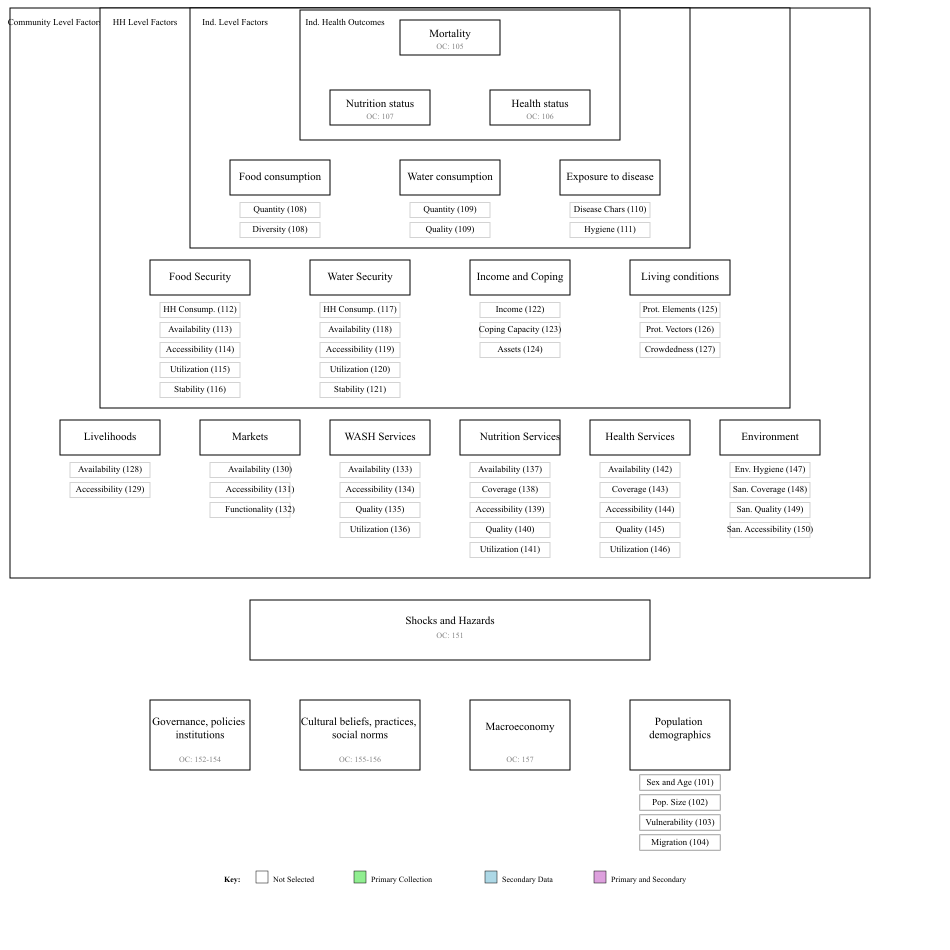 Community Level Factors
HH Level Factors
Ind. Level Factors
Ind. Health Outcomes
Mortality
OC: 105
Nutrition status
OC: 107
Health status
OC: 106
Food consumption
Water consumption
Exposure to disease
Quantity (108)
Quantity (109)
Disease Chars (110)
Diversity (108)
Quality (109)
Hygiene (111)
Food Security
Water Security
Income and Coping
Living conditions
HH Consump. (112)
HH Consump. (117)
Income (122)
Prot. Elements (125)
Availability (113)
Availability (118)
Coping Capacity (123)
Prot. Vectors (126)
Accessibility (114)
Accessibility (119)
Assets (124)
Crowdedness (127)
Utilization (115)
Utilization (120)
Stability (116)
Stability (121)
Livelihoods
Markets
WASH Services
Nutrition Services
Health Services
Environment
Availability (128)
Availability (130)
Availability (133)
Availability (137)
Availability (142)
Env. Hygiene (147)
Accessibility (129)
Accessibility (131)
Accessibility (134)
Coverage (138)
Coverage (143)
San. Coverage (148)
Functionality (132)
Quality (135)
Accessibility (139)
Accessibility (144)
San. Quality (149)
Utilization (136)
Quality (140)
Quality (145)
San. Accessibility (150)
Utilization (141)
Utilization (146)
Shocks and Hazards
OC: 151
Governance, policies
institutions
OC: 152-154
Cultural beliefs, practices,
social norms
OC: 155-156
Macroeconomy
OC: 157
Population
demographics
Sex and Age (101)
Pop. Size (102)
Vulnerability (103)
Migration (104)
Key:
Not Selected
Primary Collection
Secondary Data
Primary and Secondary